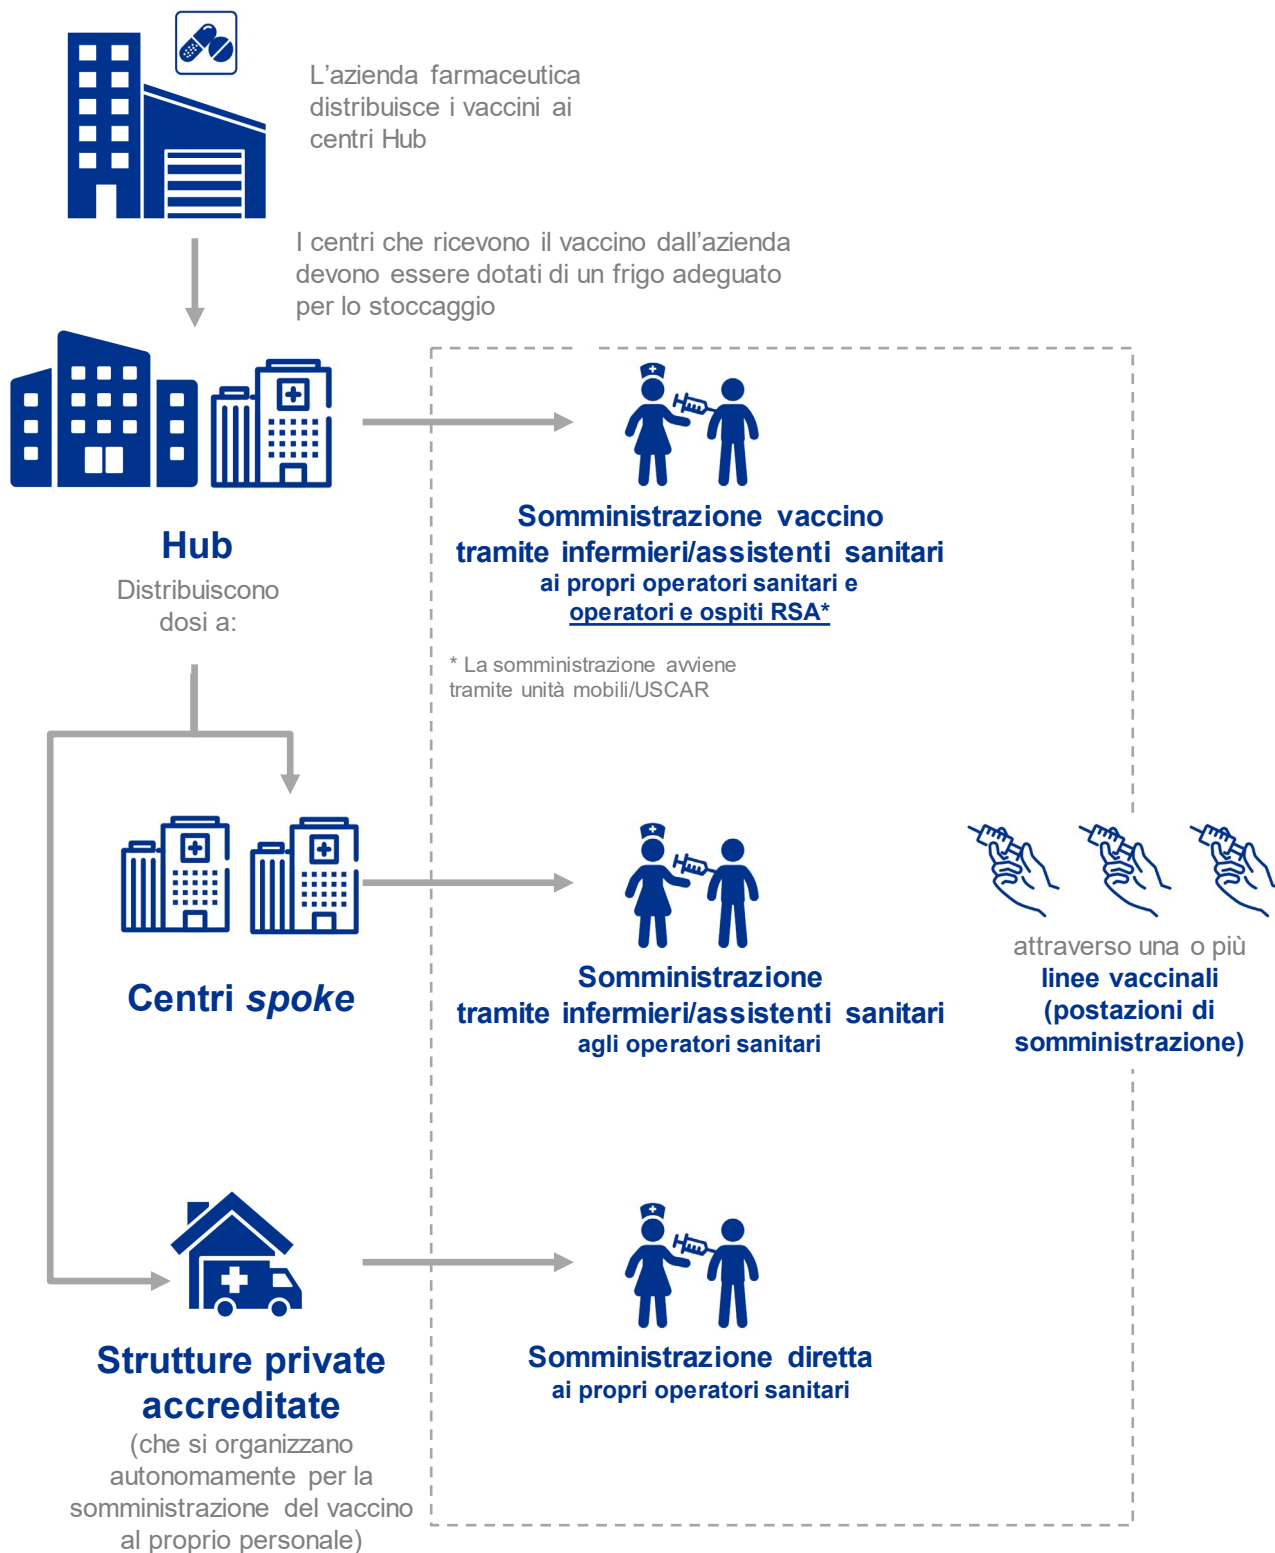 L'azienda farmaceutica
distribuisce i vaccini ai
centri Hub
I centri che ricevono il vaccino dall'azienda
devono essere dotati di un frigo adeguato
per lo stoccaggio
Hub
Distribuiscono
dosi a:
Somministrazione vaccino
tramite infermieri/assistenti sanitari
ai propri operatori sanitari e
operatori e ospiti RSA*
* La somministrazione avviene
tramite unità mobili/USCAR
Centri spoke
Somministrazione
tramite infermieri/assistenti sanitari
agli operatori sanitari
attraverso una o più
linee vaccinali
(postazioni di
somministrazione)
Strutture private
accreditate
(che si organizzano
autonomamente per la
somministrazione del vaccino
al proprio personale)
Somministrazione diretta
ai propri operatori sanitari